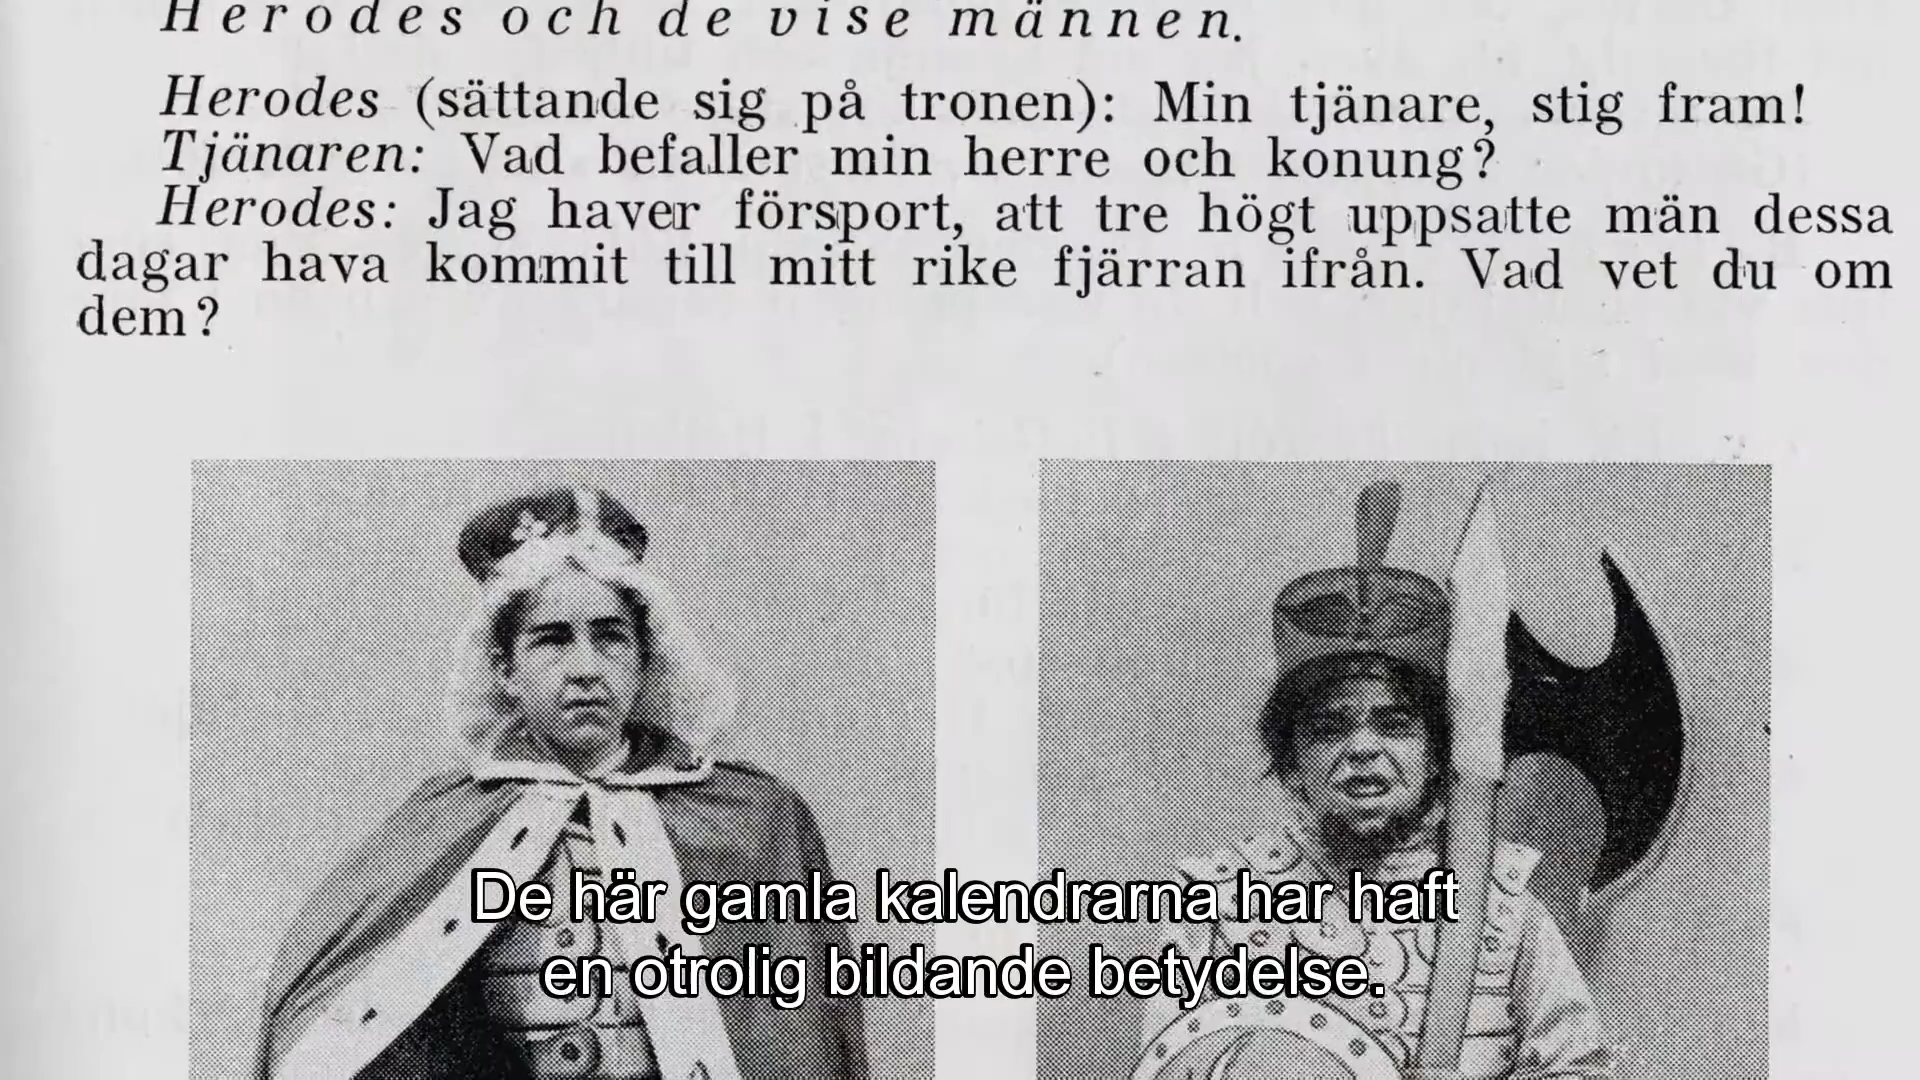 Herodes och de vise männen.
Herodes (sättande sig på tronen): Min tjänare, stig fram!
Tjänaren: Vad befaller min herre och konung?
Herodes: Jag haver försport, att tre högt uppsatte män dessa
dagar hava kommit till mitt rike fjärran ifrån. Vad vet du om
dem?
De här gamla kalendrarna har haft
en otrolig bildande betydelse.